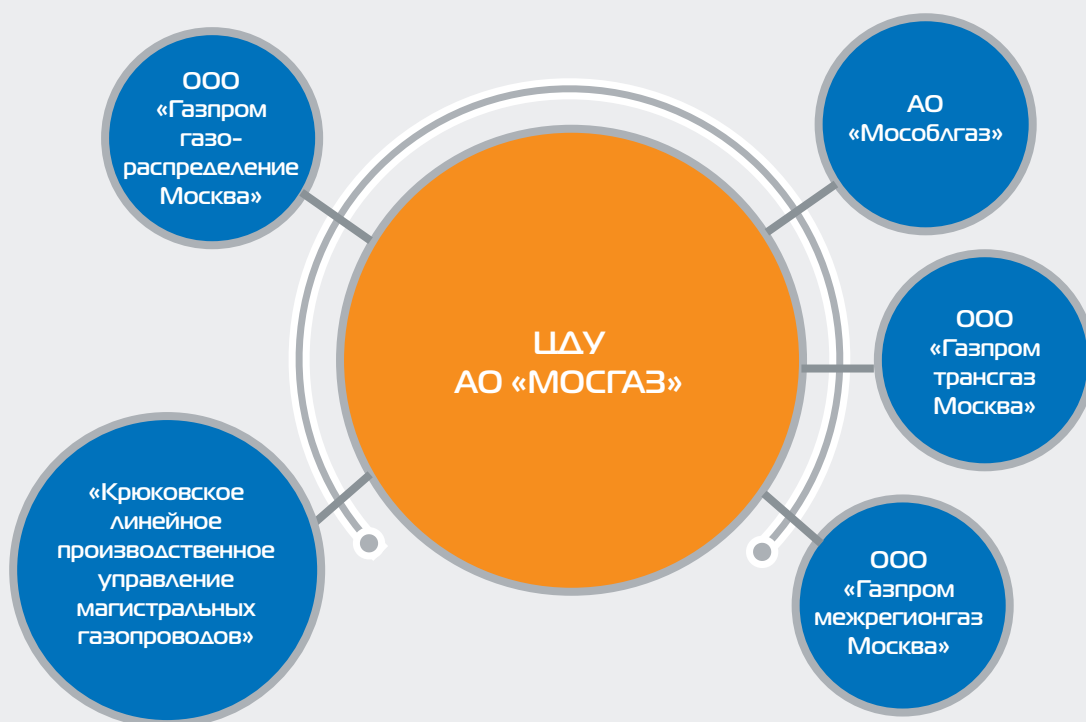 ООО
«Газпром
газо-
распределение
Москва»
АО
«Мособлгаз»
ЦДУ
АО «МОСГАЗ»
ООО
«Газпром
трансгаз
Москва»
«Крюковское
линейное
производственное
управление
магистральных
газопроводов»
ООО
«Газпром
межрегионгаз
Москва»